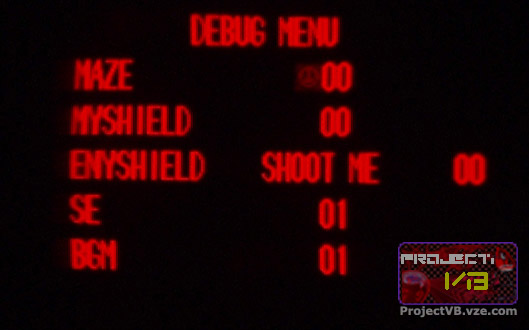 DEBUG MENU
MAZE 00
MYSHIELD 00
ENYSHIELD SHOOT ME 00
SE 01
BGM 01
PROJECT: VB
ProjectVB.vze.com